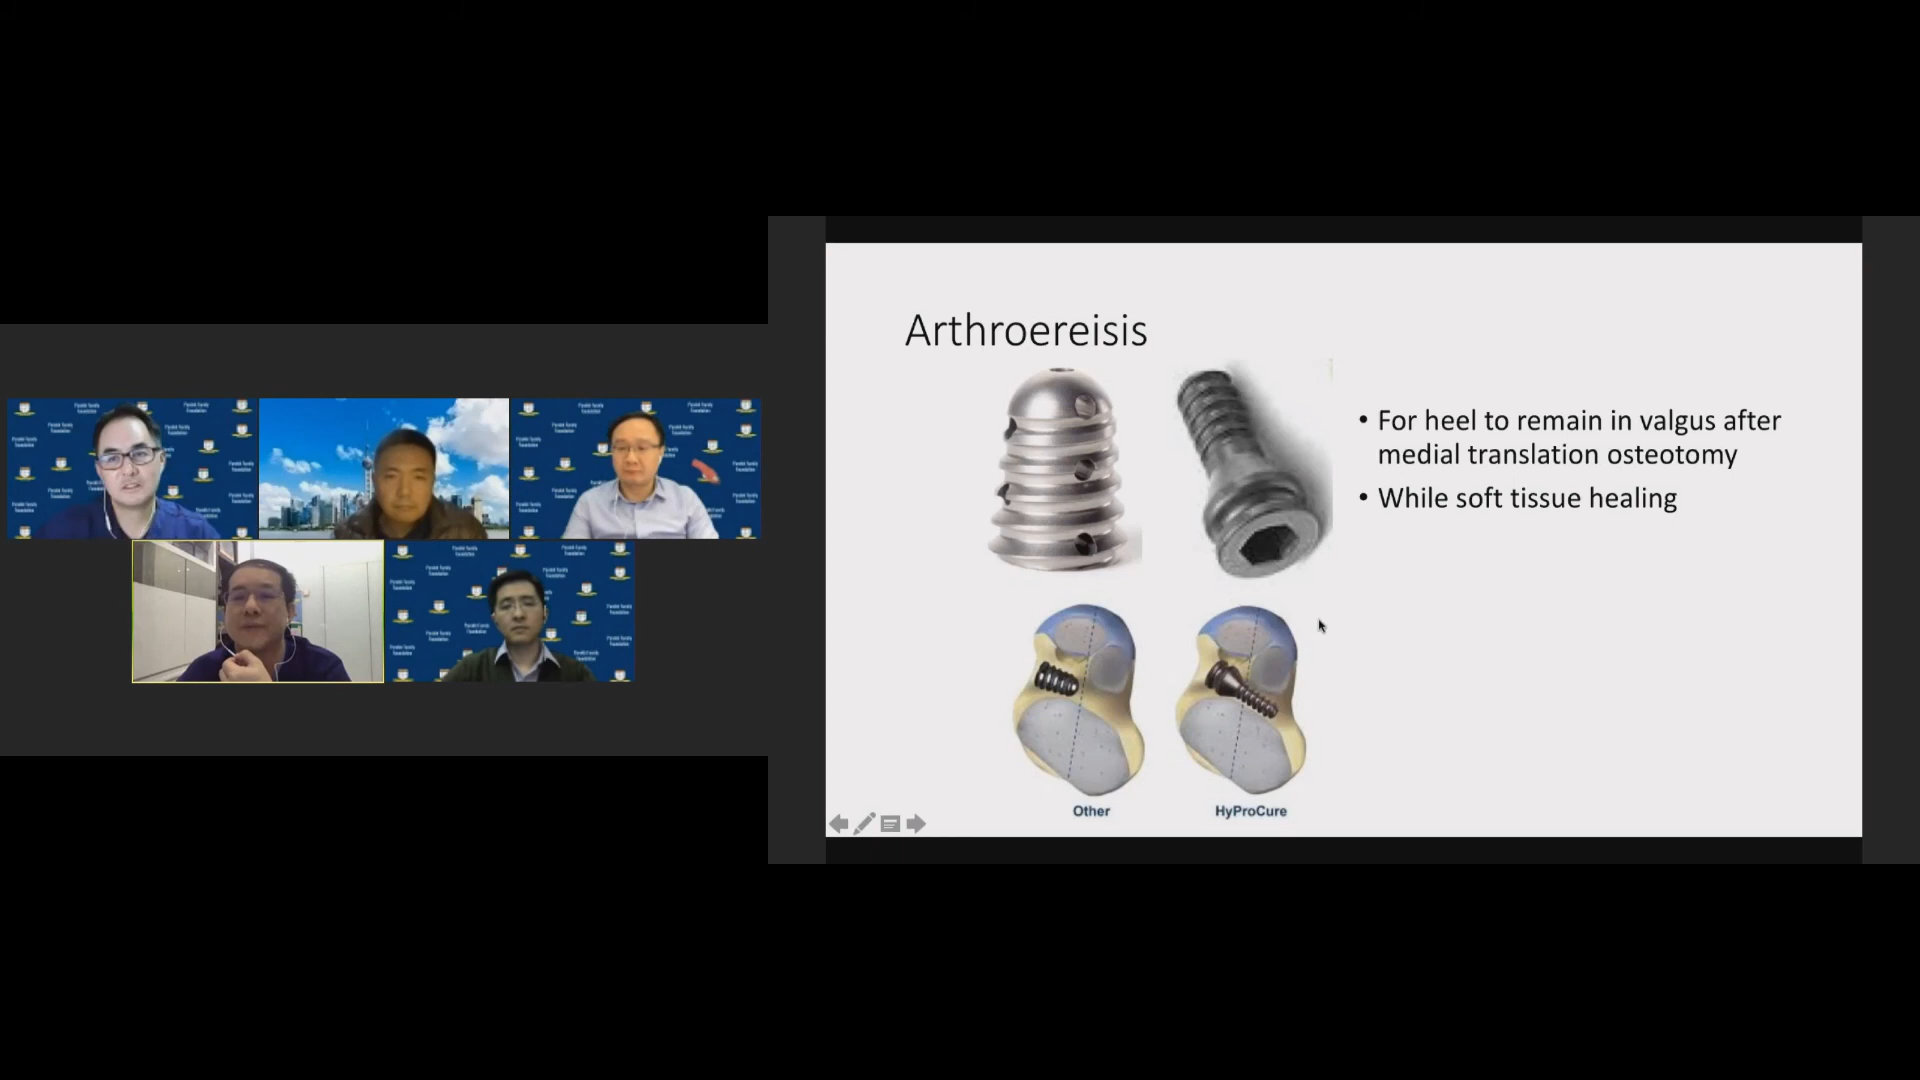 Arthroereisis
• For heel to remain in valgus after
medial translation osteotomy
• While soft tissue healing
Other
HyProCure